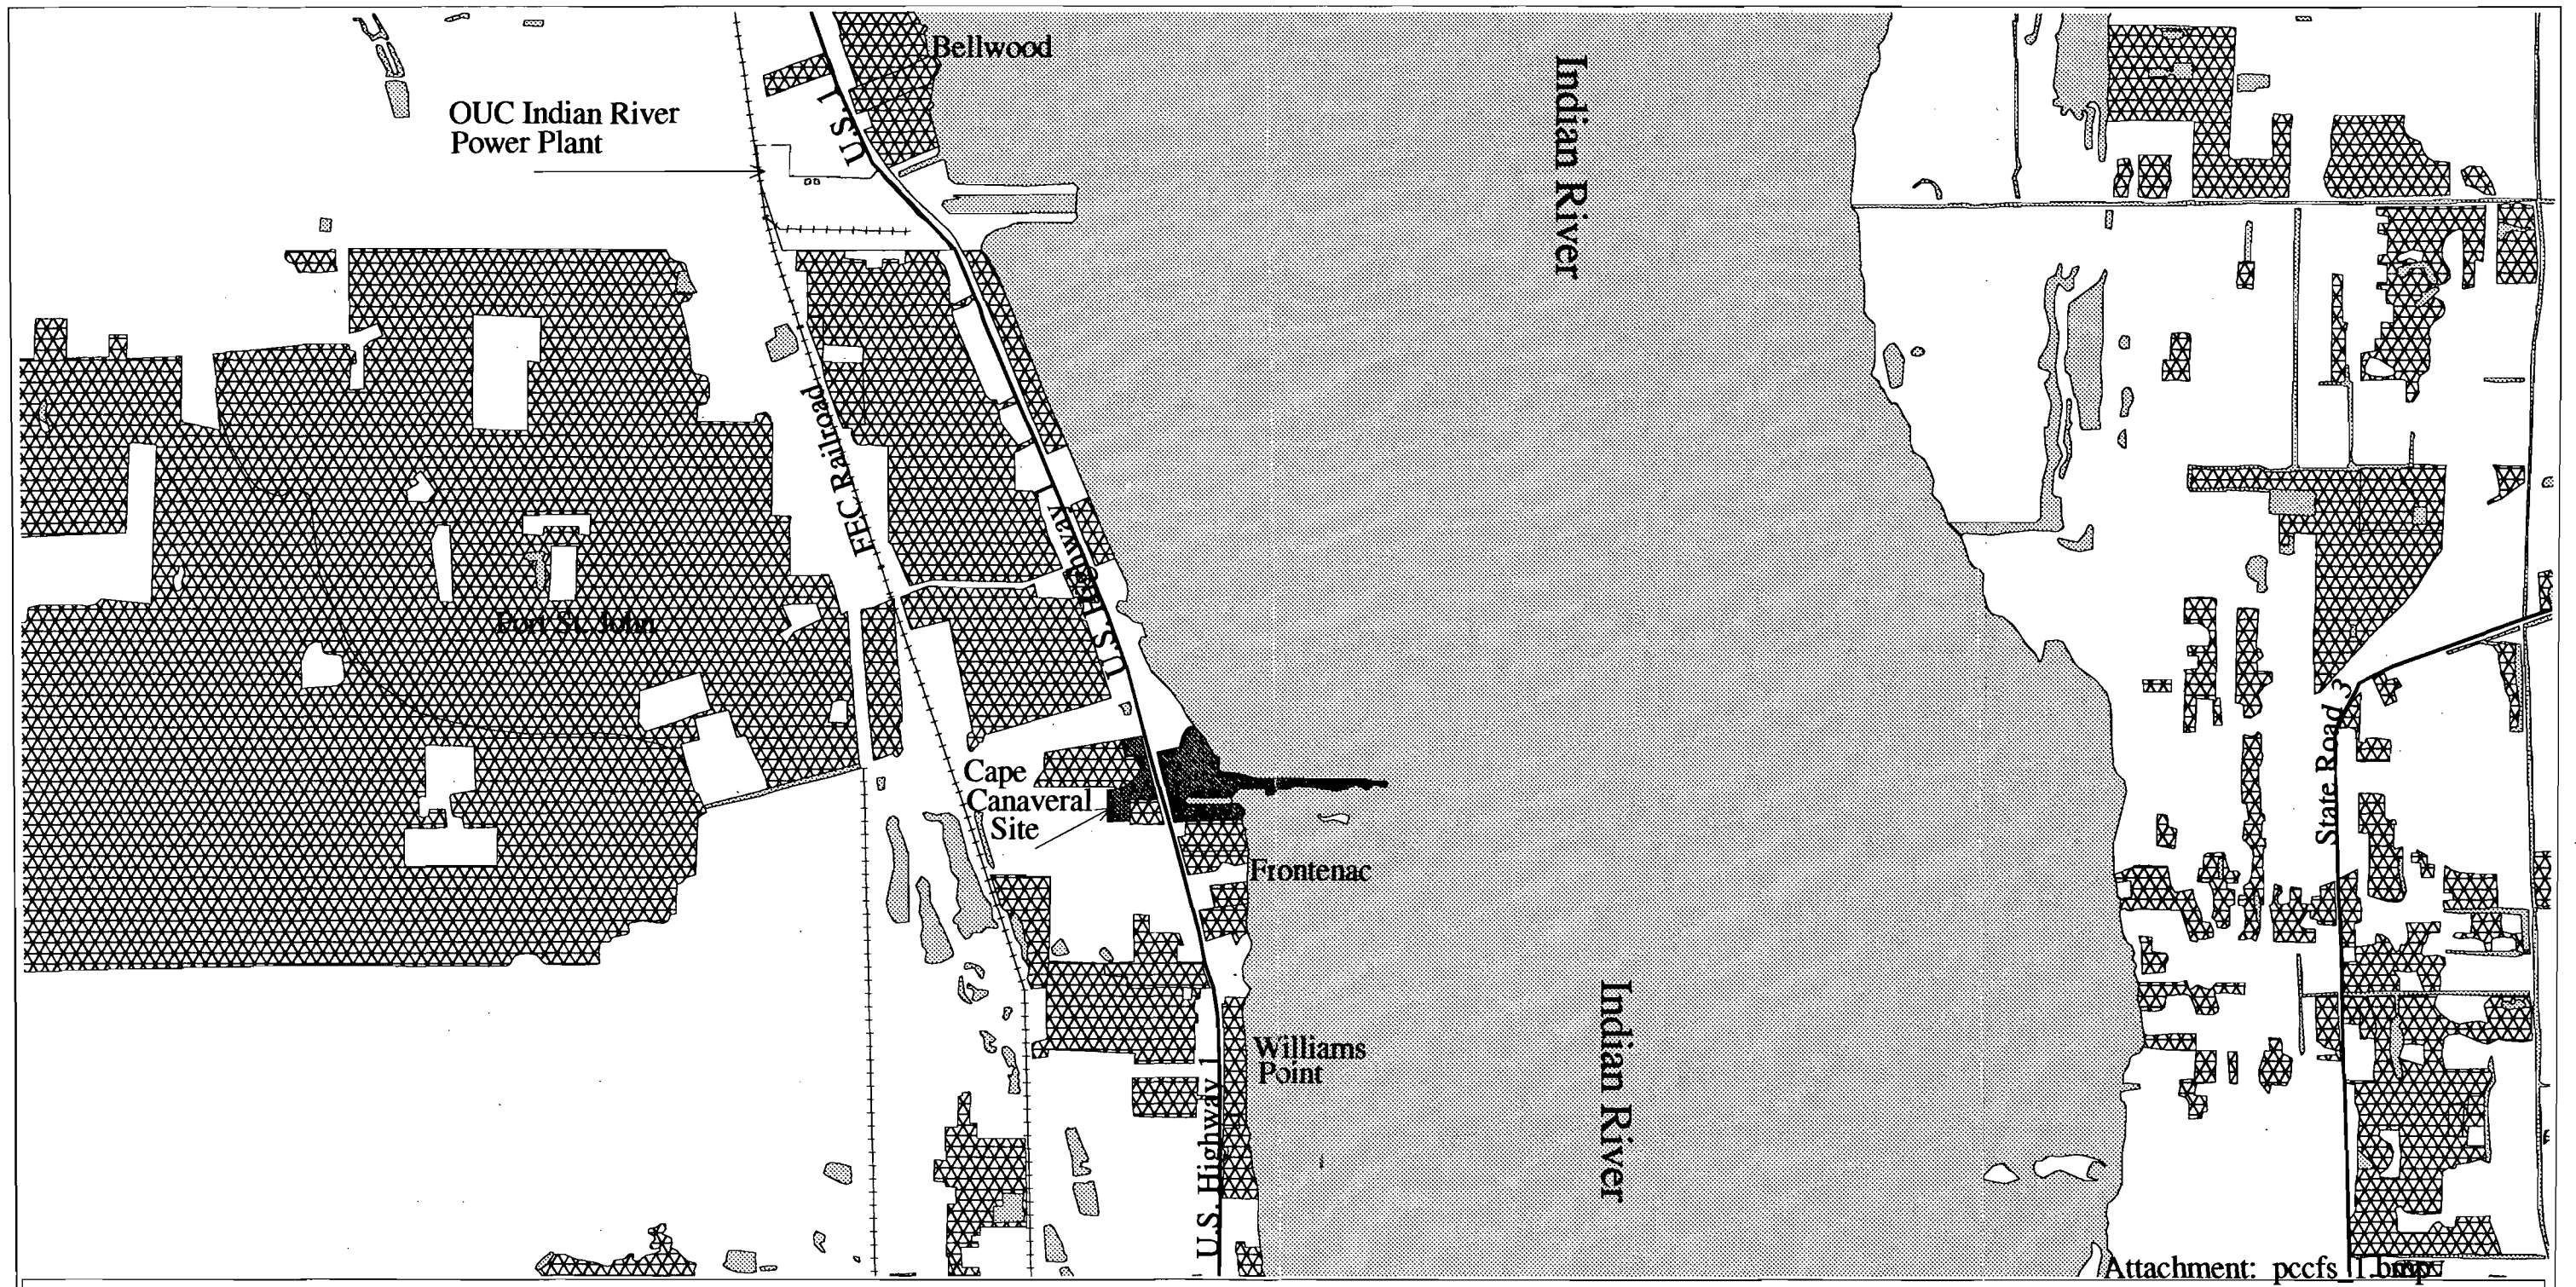 Bellwood
OUC Indian River
Power Plant
U.S. 1
Indian River
FEC Railroad
U.S. Highway 1
Port St. John
Cape
Canaveral
Site
Frontenac
State Road 3
Williams
Point
Indian River
U.S. Highway 1
Attachment: pccfs_1.bmp